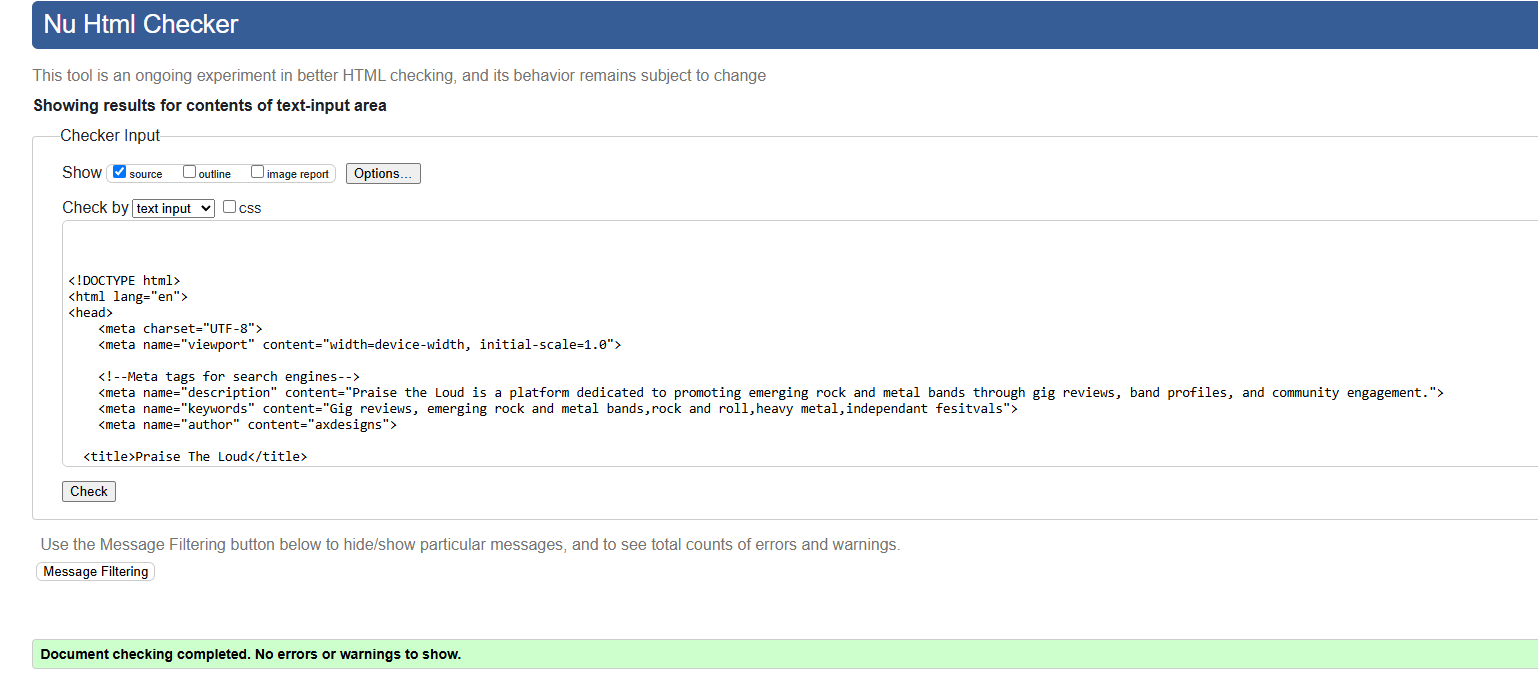 Nu Html Checker
This tool is an ongoing experiment in better HTML checking, and its behavior remains subject to change
Showing results for contents of text-input area
Checker Input
Show source outline image report Options...
Check by text input css
<!DOCTYPE html>
<html lang="en">
<head>
    <meta charset="UTF-8">
    <meta name="viewport" content="width=device-width, initial-scale=1.0">
    <!--Meta tags for search engines-->
    <meta name="description" content="Praise the Loud is a platform dedicated to promoting emerging rock and metal bands through gig reviews, band profiles, and community engagement.">
    <meta name="keywords" content="Gig reviews, emerging rock and metal bands,rock and roll,heavy metal,independant fesitvals">
    <meta name="author" content="axdesigns">
  <title>Praise The Loud</title>
Check
Use the Message Filtering button below to hide/show particular messages, and to see total counts of errors and warnings.
Message Filtering
Document checking completed. No errors or warnings to show.